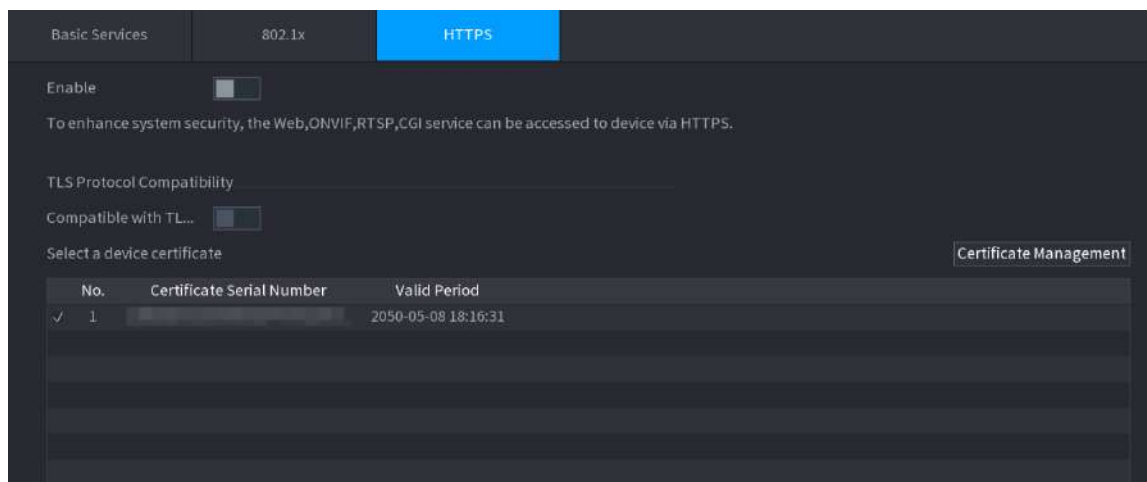 Basic Services 802.1x HTTPS
Enable
To enhance system security, the Web,ONVIF,RTSP,CGI service can be accessed to device via HTTPS.
TLS Protocol Compatibility
Compatible with TL...
Select a device certificate Certificate Management
No. Certificate Serial Number Valid Period
1 2050-05-08 18:16:31